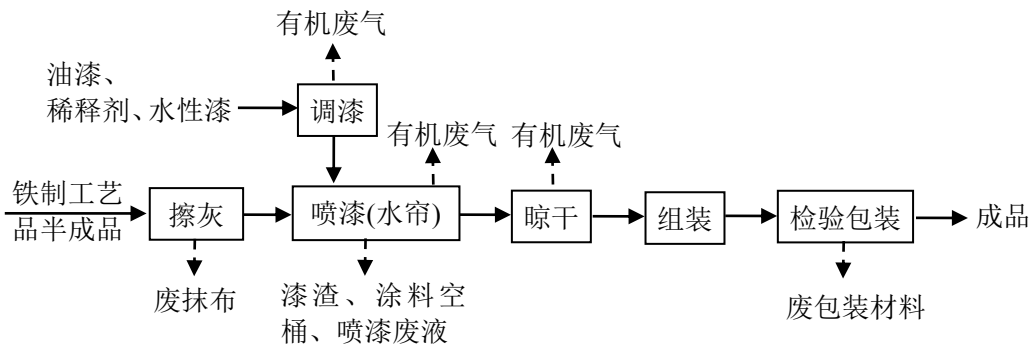 有机废气
油漆、
稀释剂、水性漆
调漆
有机废气
有机废气
铁制工艺
品半成品
擦灰
喷漆(水帘)
晾干
组装
检验包装
成品
废抹布
漆渣、涂料空
桶、喷漆废液
废包装材料